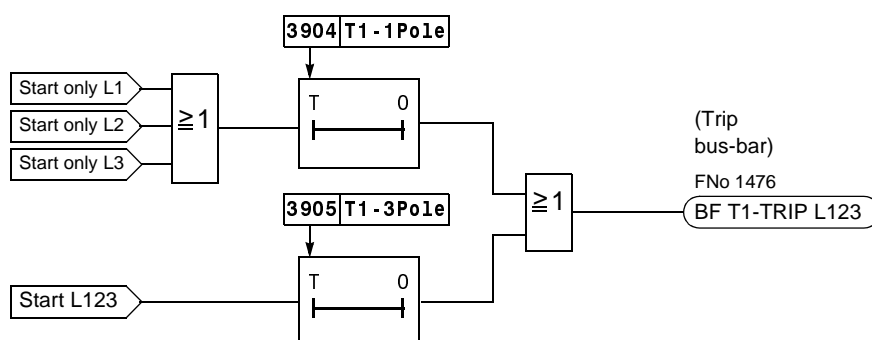 3904 T1-1Pole
Start only L1
Start only L2
Start only L3
≧1
T 0
(Trip
bus-bar)
FNo 1476
BF T1-TRIP L123
≧1
3905 T1-3Pole
T 0
Start L123